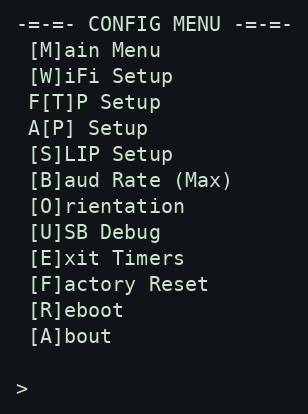 -=-=- CONFIG MENU -=-=-
[M]ain Menu
[W]iFi Setup
F[T]P Setup
A[P] Setup
[S]LIP Setup
[B]aud Rate (Max)
[O]rientation
[U]SB Debug
[E]xit Timers
[F]actory Reset
[R]eboot
[A]bout
>